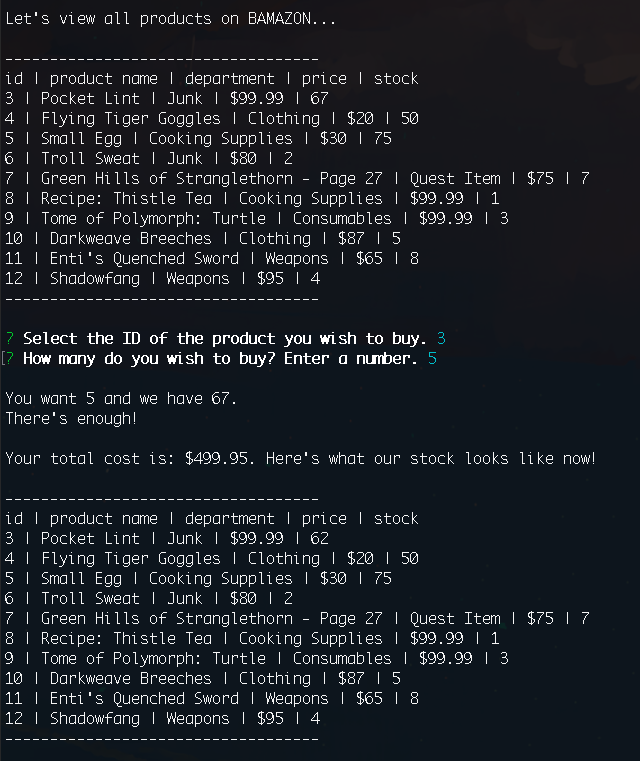 Let's view all products on BAMAZON...
----------------------------------
id | product name | department | price | stock
3 | Pocket Lint | Junk | $99.99 | 67
4 | Flying Tiger Goggles | Clothing | $20 | 50
5 | Small Egg | Cooking Supplies | $30 | 75
6 | Troll Sweat | Junk | $80 | 2
7 | Green Hills of Stranglethorn - Page 27 | Quest Item | $75 | 7
8 | Recipe: Thistle Tea | Cooking Supplies | $99.99 | 1
9 | Tome of Polymorph: Turtle | Consumables | $99.99 | 3
10 | Darkweave Breeches | Clothing | $87 | 5
11 | Enti's Quenched Sword | Weapons | $65 | 8
12 | Shadowfang | Weapons | $95 | 4
----------------------------------
? Select the ID of the product you wish to buy. 3
[? How many do you wish to buy? Enter a number. 5
You want 5 and we have 67.
There's enough!
Your total cost is: $499.95. Here's what our stock looks like now!
----------------------------------
id | product name | department | price | stock
3 | Pocket Lint | Junk | $99.99 | 62
4 | Flying Tiger Goggles | Clothing | $20 | 50
5 | Small Egg | Cooking Supplies | $30 | 75
6 | Troll Sweat | Junk | $80 | 2
7 | Green Hills of Stranglethorn - Page 27 | Quest Item | $75 | 7
8 | Recipe: Thistle Tea | Cooking Supplies | $99.99 | 1
9 | Tome of Polymorph: Turtle | Consumables | $99.99 | 3
10 | Darkweave Breeches | Clothing | $87 | 5
11 | Enti's Quenched Sword | Weapons | $65 | 8
12 | Shadowfang | Weapons | $95 | 4
----------------------------------